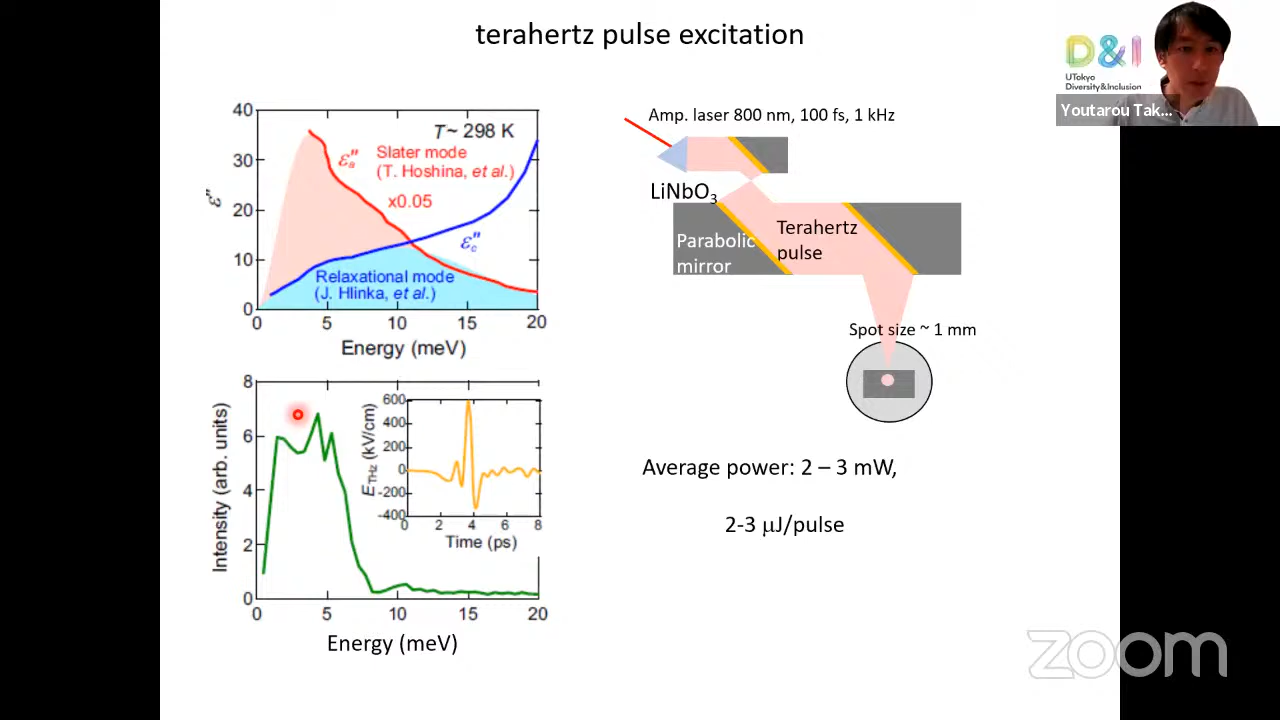 terahertz pulse excitation
D&I
UTokyo
Diversity&Inclusion
Youtarou Tak...
40
30
20
10
0
ε"
T~ 298 K
εa"
Slater mode
(T. Hoshina, et al.)
x0.05
εc"
Relaxational mode
(J. Hlinka, et al.)
0 5 10 15 20
Energy (meV)
8
6
4
2
0
Intensity (arb. units)
600
400
200
0
-200
-400
ETHz (kV/cm)
0 2 4 6 8
Time (ps)
0 5 10 15 20
Energy (meV)
Amp. laser 800 nm, 100 fs, 1 kHz
LiNbO3
Parabolic
mirror
Terahertz
pulse
Spot size ~ 1 mm
Average power: 2 – 3 mW,
2-3 μJ/pulse
zoom